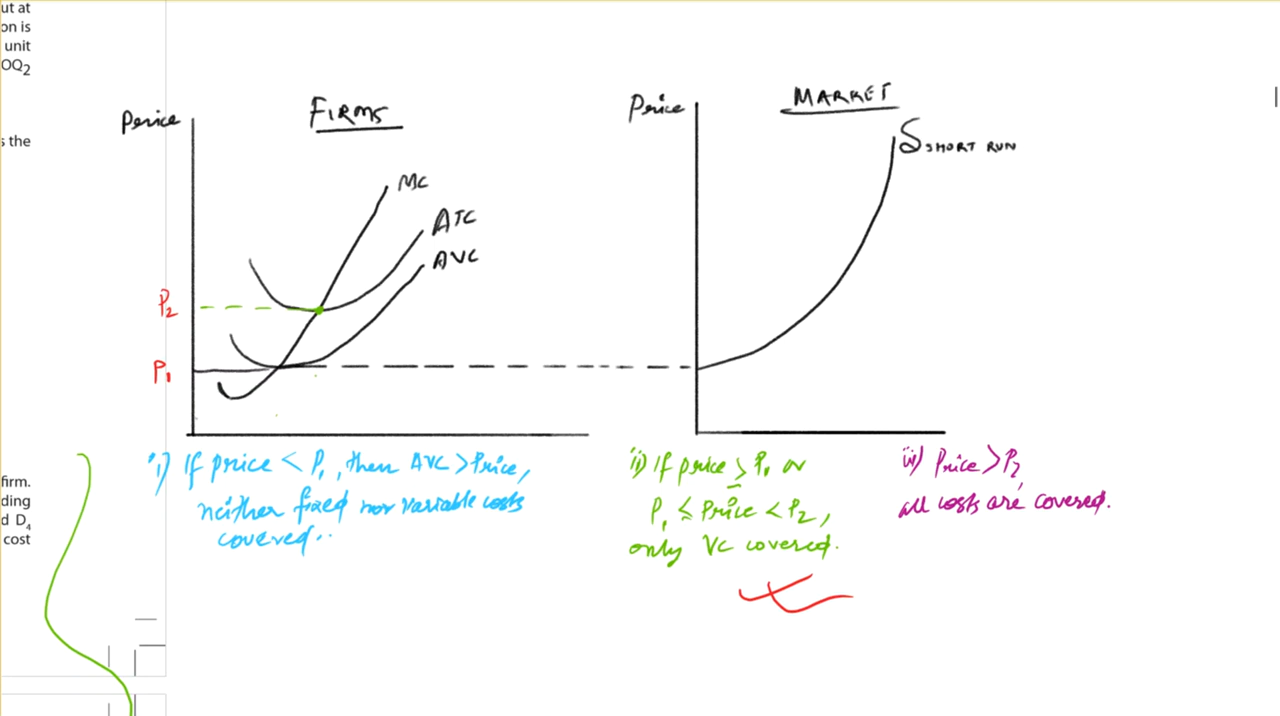 ut at
on is
unit
OQ2
s the
firm.
ding
d D4
cost
FIRMS
Price
MC
ATC
AVC
P2
P1
MARKET
Price
S SHORT RUN
i) If price < P1, then AVC > Price,
neither fixed nor variable costs
covered..
ii) If price ≥ P1 or
P1 ≤ Price < P2,
only VC covered.
iii) Price > P2
all costs are covered.